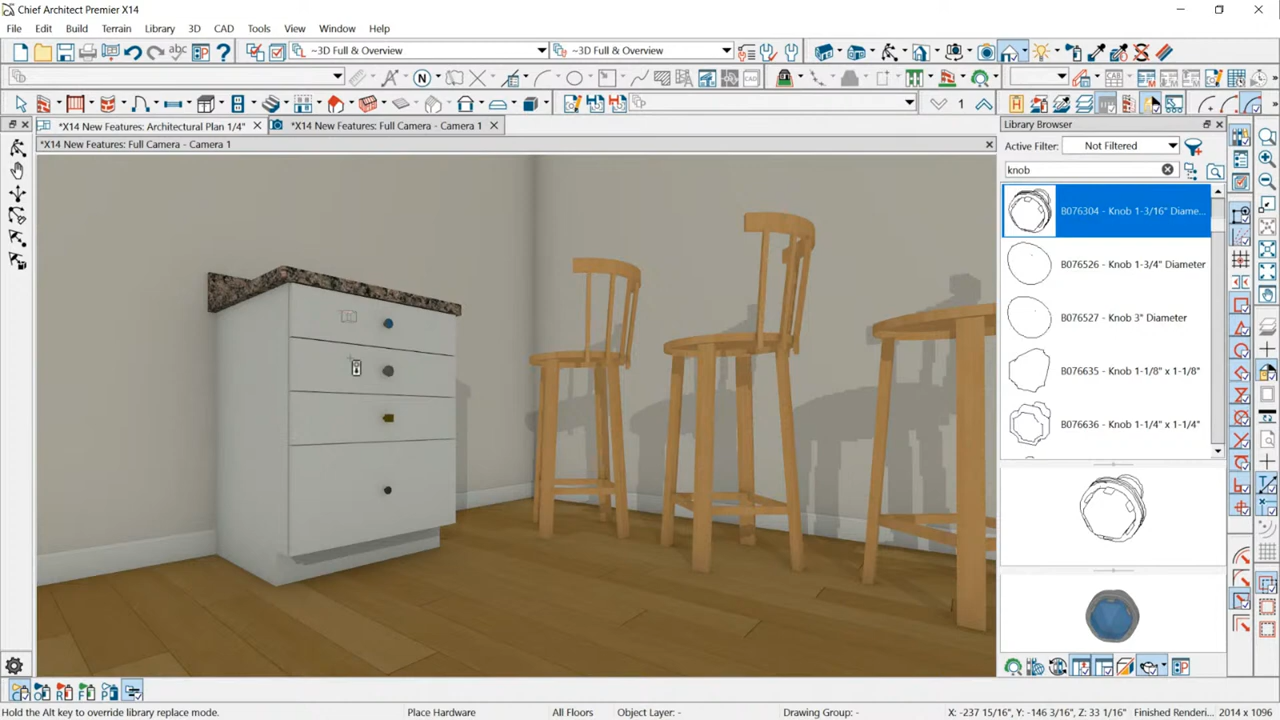 Chief Architect Premier X14
File Edit Build Terrain Library 3D CAD Tools View Window Help
~3D Full & Overview ~3D Full & Overview
1
*X14 New Features: Architectural Plan 1/4" *X14 New Features: Full Camera - Camera 1
*X14 New Features: Full Camera - Camera 1
Library Browser
Active Filter: Not Filtered
knob
B076304 - Knob 1-3/16" Diame...
B076526 - Knob 1-3/4" Diameter
B076527 - Knob 3" Diameter
B076635 - Knob 1-1/8" x 1-1/8"
B076636 - Knob 1-1/4" x 1-1/4"
Hold the Alt key to override library replace mode. Place Hardware All Floors Object Layer: - Drawing Group: - X: -237 15/16", Y: -146 3/16", Z: 33 1/16" Finished Renderi... 2014 x 1096